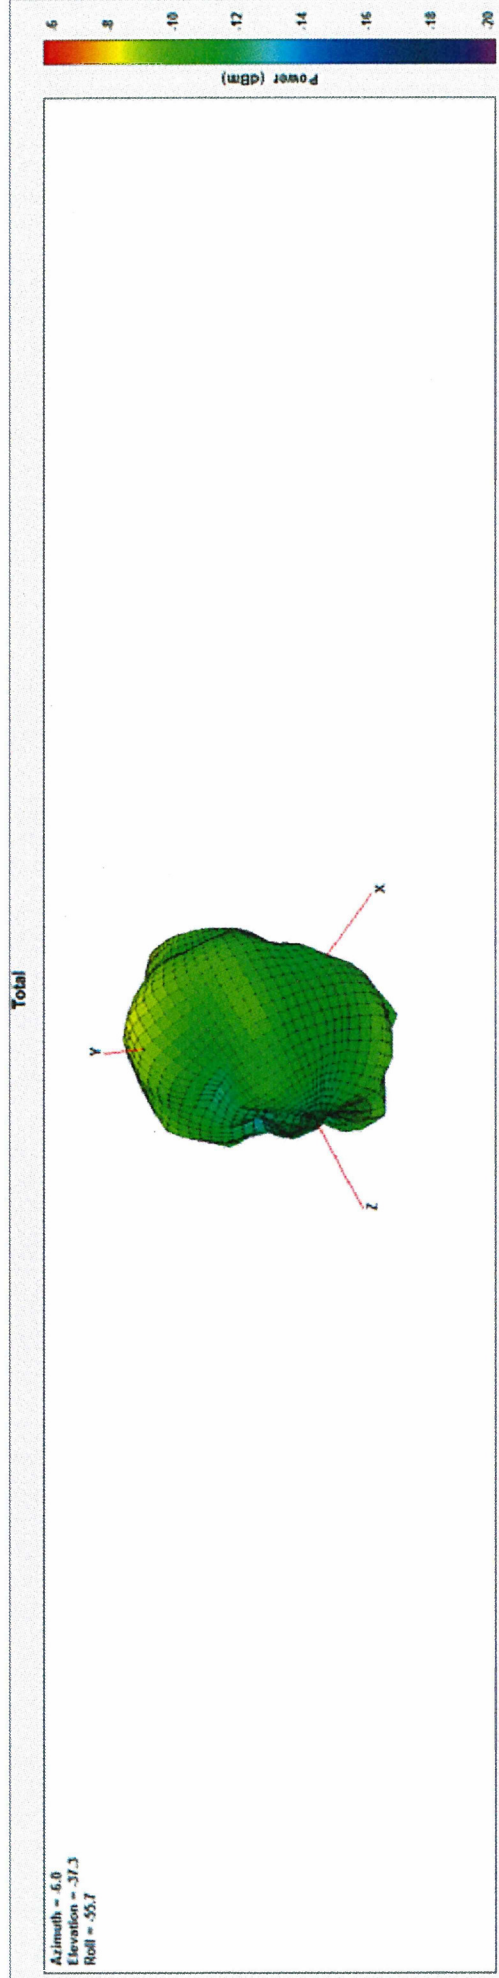 Total
Azimuth = -6.0
Elevation = -37.3
Roll = -55.7
Y
X
Z
-6
-8
-10
-12
-14
-16
-18
-20
Power (dBm)